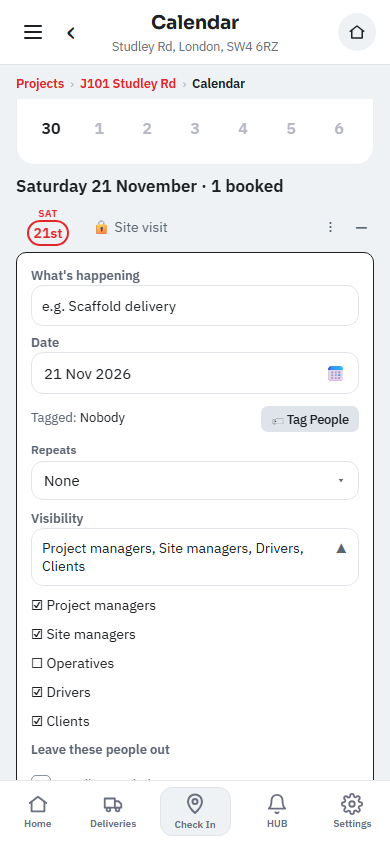 Calendar
Studley Rd, London, SW4 6RZ
Projects › J101 Studley Rd › Calendar
30 1 2 3 4 5 6
Saturday 21 November · 1 booked
SAT
21st
Site visit
What's happening
e.g. Scaffold delivery
Date
21 Nov 2026
Tagged: Nobody
Tag People
Repeats
None
Visibility
Project managers, Site managers, Drivers,
Clients
Project managers
Site managers
Operatives
Drivers
Clients
Leave these people out
Home
Deliveries
Check In
HUB
Settings